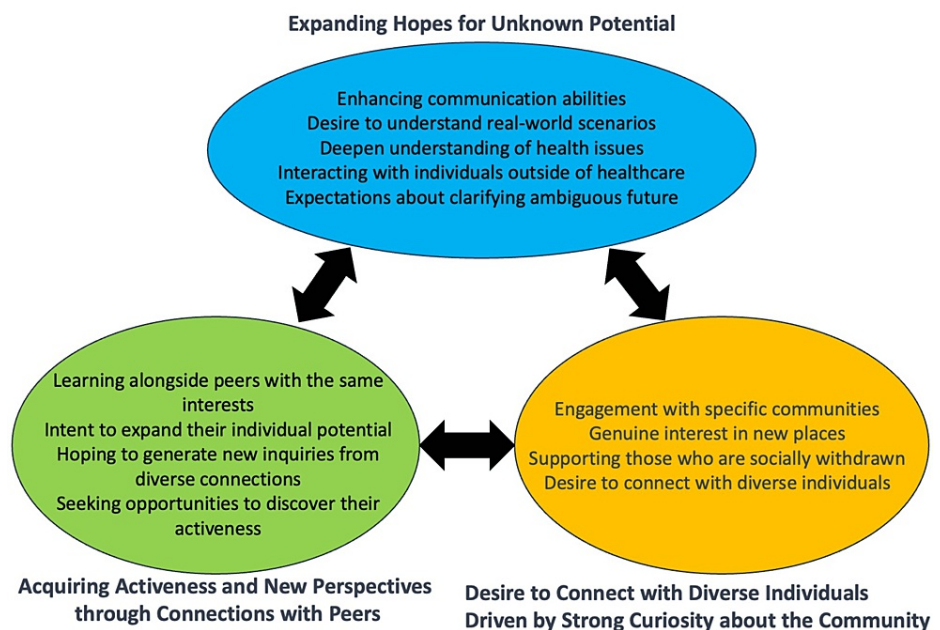 Expanding Hopes for Unknown Potential
Enhancing communication abilities
Desire to understand real-world scenarios
Deepen understanding of health issues
Interacting with individuals outside of healthcare
Expectations about clarifying ambiguous future
Learning alongside peers with the same
interests
Intent to expand their individual potential
Hoping to generate new inquiries from
diverse connections
Seeking opportunities to discover their
activeness
Engagement with specific communities
Genuine interest in new places
Supporting those who are socially withdrawn
Desire to connect with diverse individuals
Acquiring Activeness and New Perspectives
through Connections with Peers
Desire to Connect with Diverse Individuals
Driven by Strong Curiosity about the Community